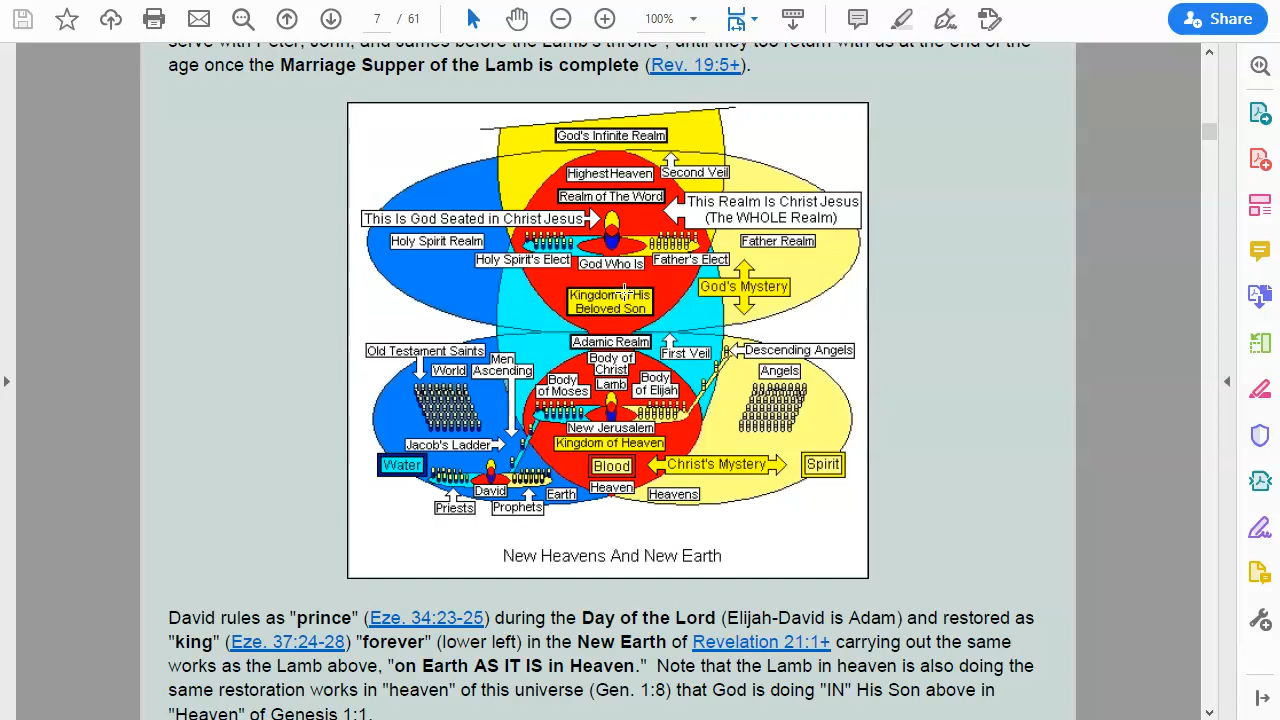 7 / 61
100%
Share
serve with Peter, John, and James before the Lamb's throne", until they too return with us at the end of the
age once the Marriage Supper of the Lamb is complete (Rev. 19:5+).
God's Infinite Realm
Highest Heaven
Second Veil
Realm of The Word
This Realm Is Christ Jesus
(The WHOLE Realm)
This Is God Seated in Christ Jesus
Holy Spirit Realm
Father Realm
Holy Spirit's Elect
God Who Is
Father's Elect
God's Mystery
Kingdom of His
Beloved Son
Adamic Realm
Old Testament Saints
Men
Ascending
Body of
Christ
First Veil
Descending Angels
World
Body
of Moses
Lamb
Body
of Elijah
Angels
New Jerusalem
Jacob's Ladder
Kingdom of Heaven
Water
Blood
Christ's Mystery
Spirit
David
Earth
Heaven
Heavens
Priests
Prophets
New Heavens And New Earth
David rules as "prince" (Eze. 34:23-25) during the Day of the Lord (Elijah-David is Adam) and restored as
"king" (Eze. 37:24-28) "forever" (lower left) in the New Earth of Revelation 21:1+ carrying out the same
works as the Lamb above, "on Earth AS IT IS in Heaven." Note that the Lamb in heaven is also doing the
same restoration works in "heaven" of this universe (Gen. 1:8) that God is doing "IN" His Son above in
"Heaven" of Genesis 1:1.